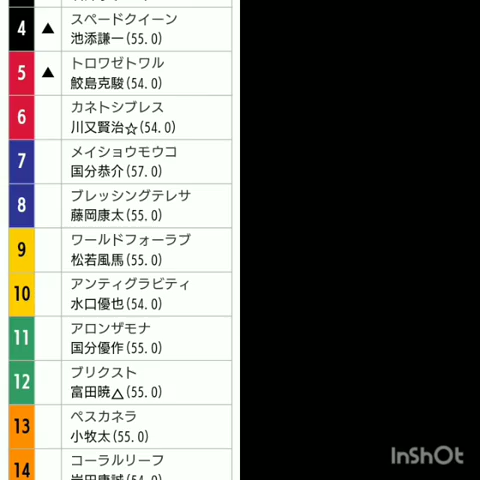 4 ▲ スペードクイーン
池添謙一(55.0)
5 ▲ トロワゼトワル
鮫島克駿(54.0)
6 カネトシブレス
川又賢治☆(54.0)
7 メイショウモウコ
国分恭介(57.0)
8 ブレッシングテレサ
藤岡康太(55.0)
9 ワールドフォーラブ
松若風馬(55.0)
10 アンティグラビティ
水口優也(54.0)
11 アロンザモナ
国分優作(55.0)
12 ブリクスト
富田暁△(55.0)
13 ペスカネラ
小牧太(55.0)
14 コーラルリーフ
岩田康誠(54.0)
InShOt